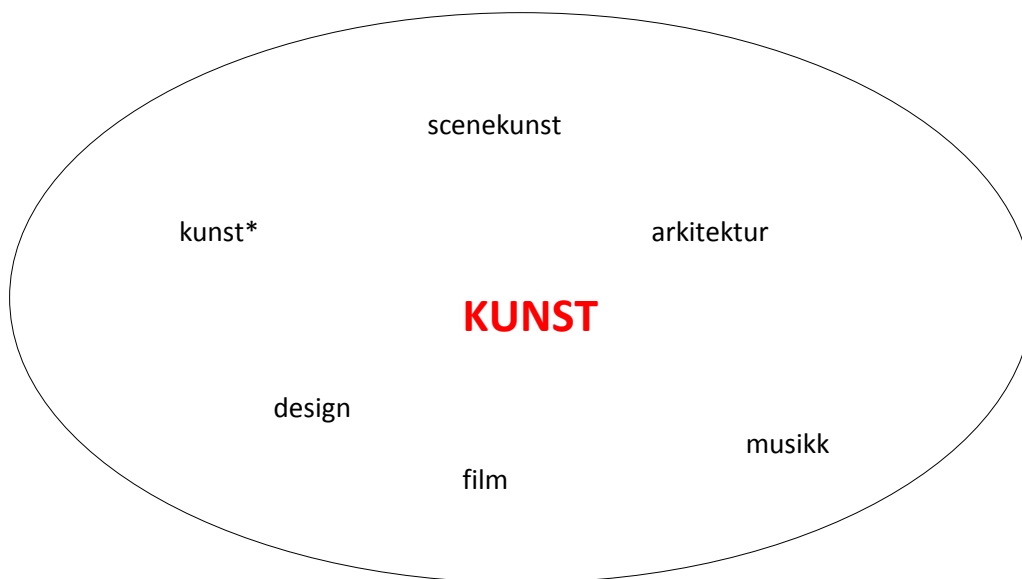 scenekunst
kunst*
arkitektur
KUNST
design
musikk
film